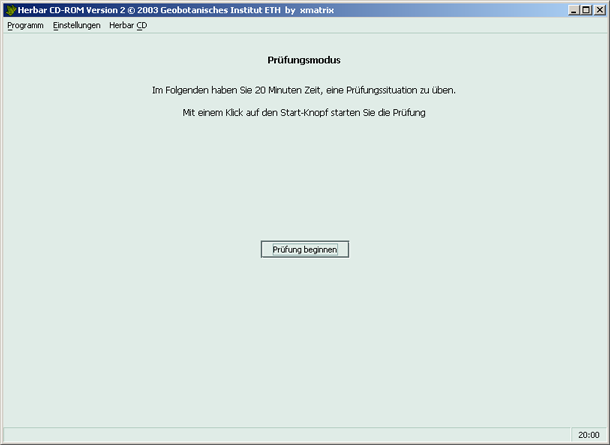 Herbar CD-ROM Version 2 © 2003 Geobotanisches Institut ETH by xmatrix
Programm Einstellungen Herbar CD
Prüfungsmodus
Im Folgenden haben Sie 20 Minuten Zeit, eine Prüfungssituation zu üben.
Mit einem Klick auf den Start-Knopf starten Sie die Prüfung
Prüfung beginnen
20:00